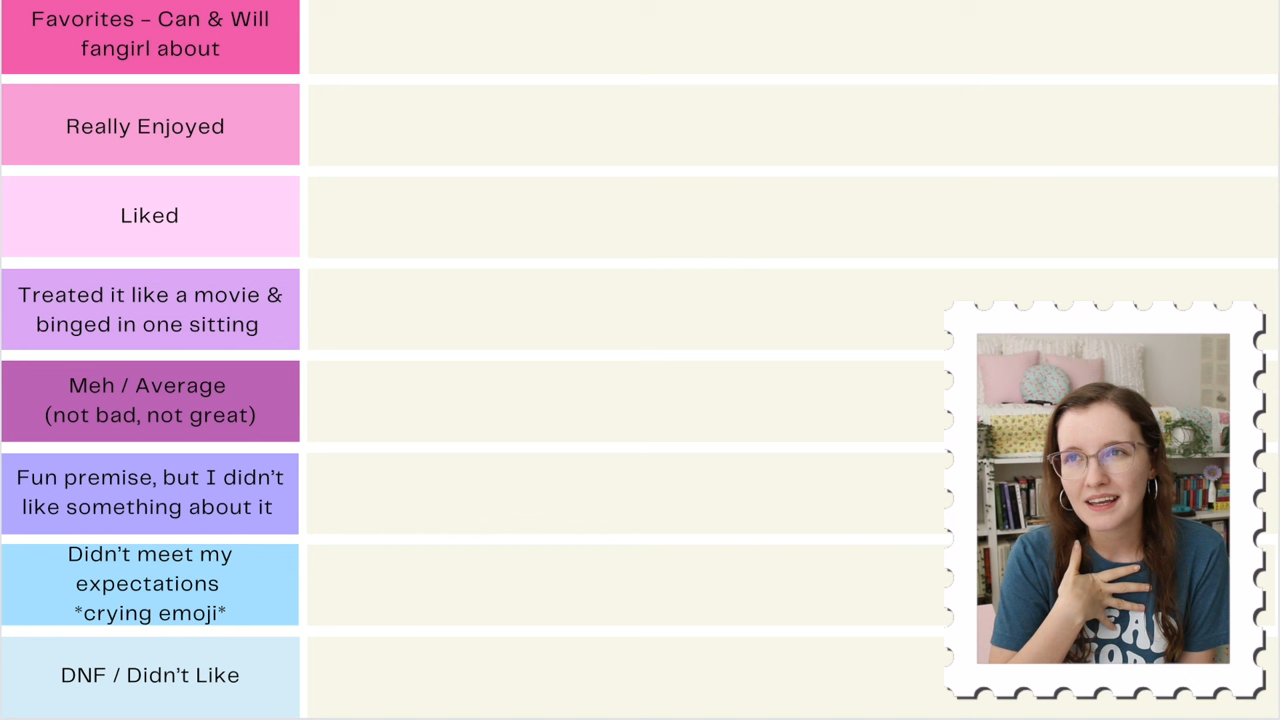 Favorites - Can & Will
fangirl about
Really Enjoyed
Liked
Treated it like a movie &
binged in one sitting
Meh / Average
(not bad, not great)
Fun premise, but I didn't
like something about it
Didn't meet my
expectations
*crying emoji*
DNF / Didn't Like